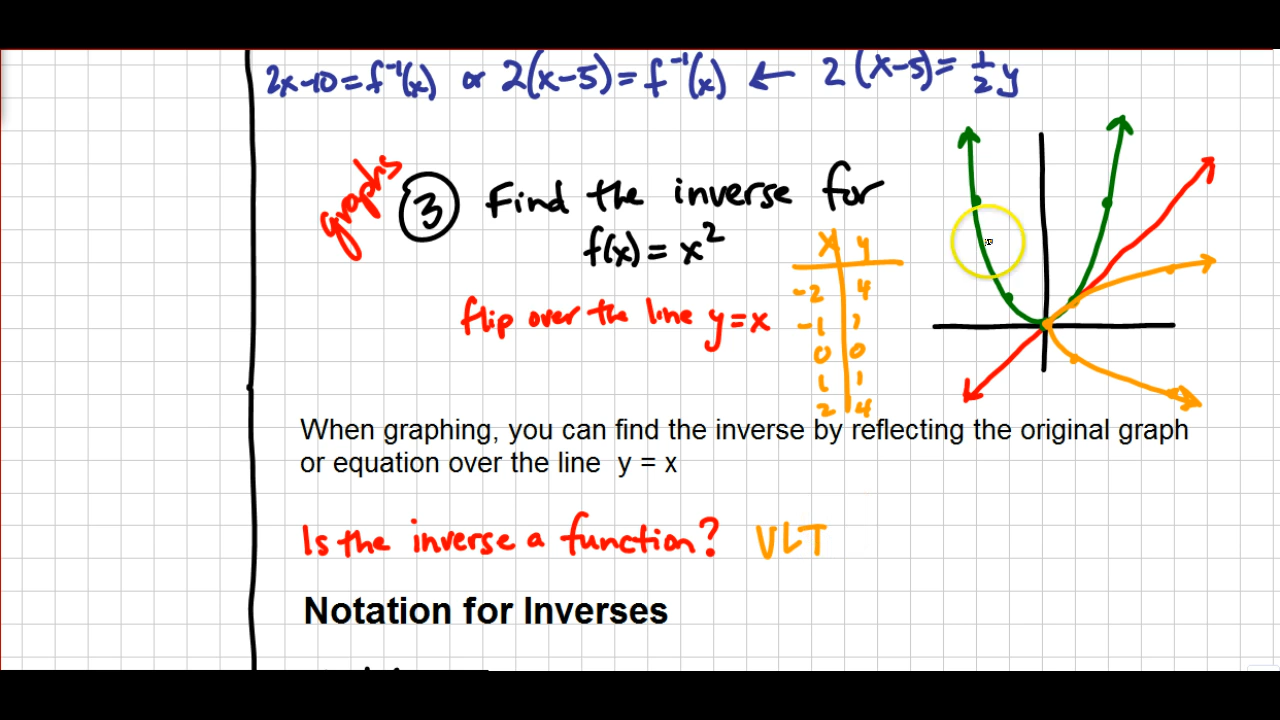 2x-10=f⁻¹(x) or 2(x-5)=f⁻¹(x) ← 2(x-5)=½y
graphs
③ Find the inverse for
f(x) = x²
flip over the line y=x
x y
-2 4
-1 1
0 0
1 1
2 4
When graphing, you can find the inverse by reflecting the original graph
or equation over the line y = x
Is the inverse a function? VLT
Notation for Inverses